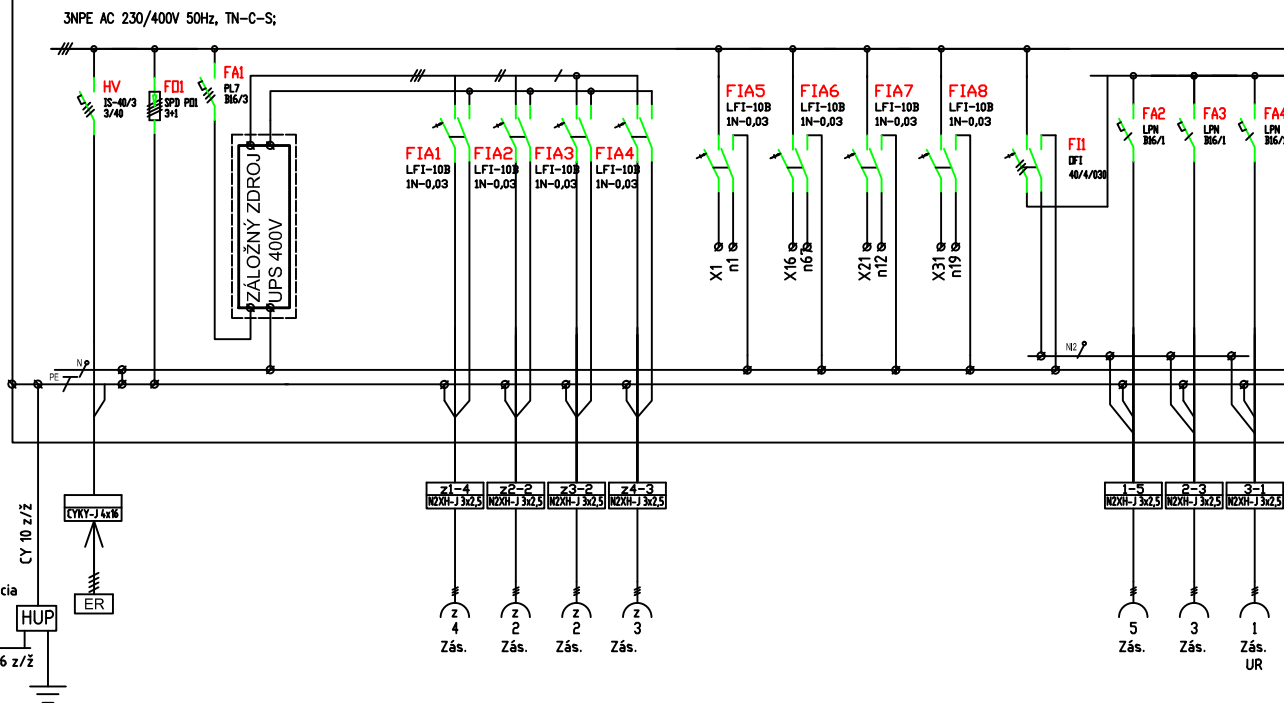 3NPE AC 230/400V 50Hz, TN-C-S;
HV
IS-40/3
3/40
FD1
SPD PD1
3+1
FA1
PL7
B16/3
ZÁLOŽNÝ ZDROJ
UPS 400V
FIA1
LFI-10B
1N-0,03
FIA2
LFI-10B
1N-0,03
FIA3
LFI-10B
1N-0,03
FIA4
LFI-10B
1N-0,03
FIA5
LFI-10B
1N-0,03
FIA6
LFI-10B
1N-0,03
FIA7
LFI-10B
1N-0,03
FIA8
LFI-10B
1N-0,03
FI1
DFI
40/4/030
FA2
LPN
B16/1
FA3
LPN
B16/1
FA4
LPN
X1
n1
X16
n67
X21
n12
X31
n19
N
PE
NI2
z1-4
N2XH-J 3x2,5
z2-2
N2XH-J 3x2,5
z3-2
N2XH-J 3x2,5
z4-3
N2XH-J 3x2,5
1-5
N2XH-J 3x2,5
2-3
N2XH-J 3x2,5
3-1
N2XH-J 3x2,5
CYKY-J 4x16
CY 10 z/ž
cia
ER
HUP
6 z/ž
z
4
Zás.
z
2
Zás.
z
2
Zás.
z
3
Zás.
5
Zás.
3
Zás.
1
Zás.
UR